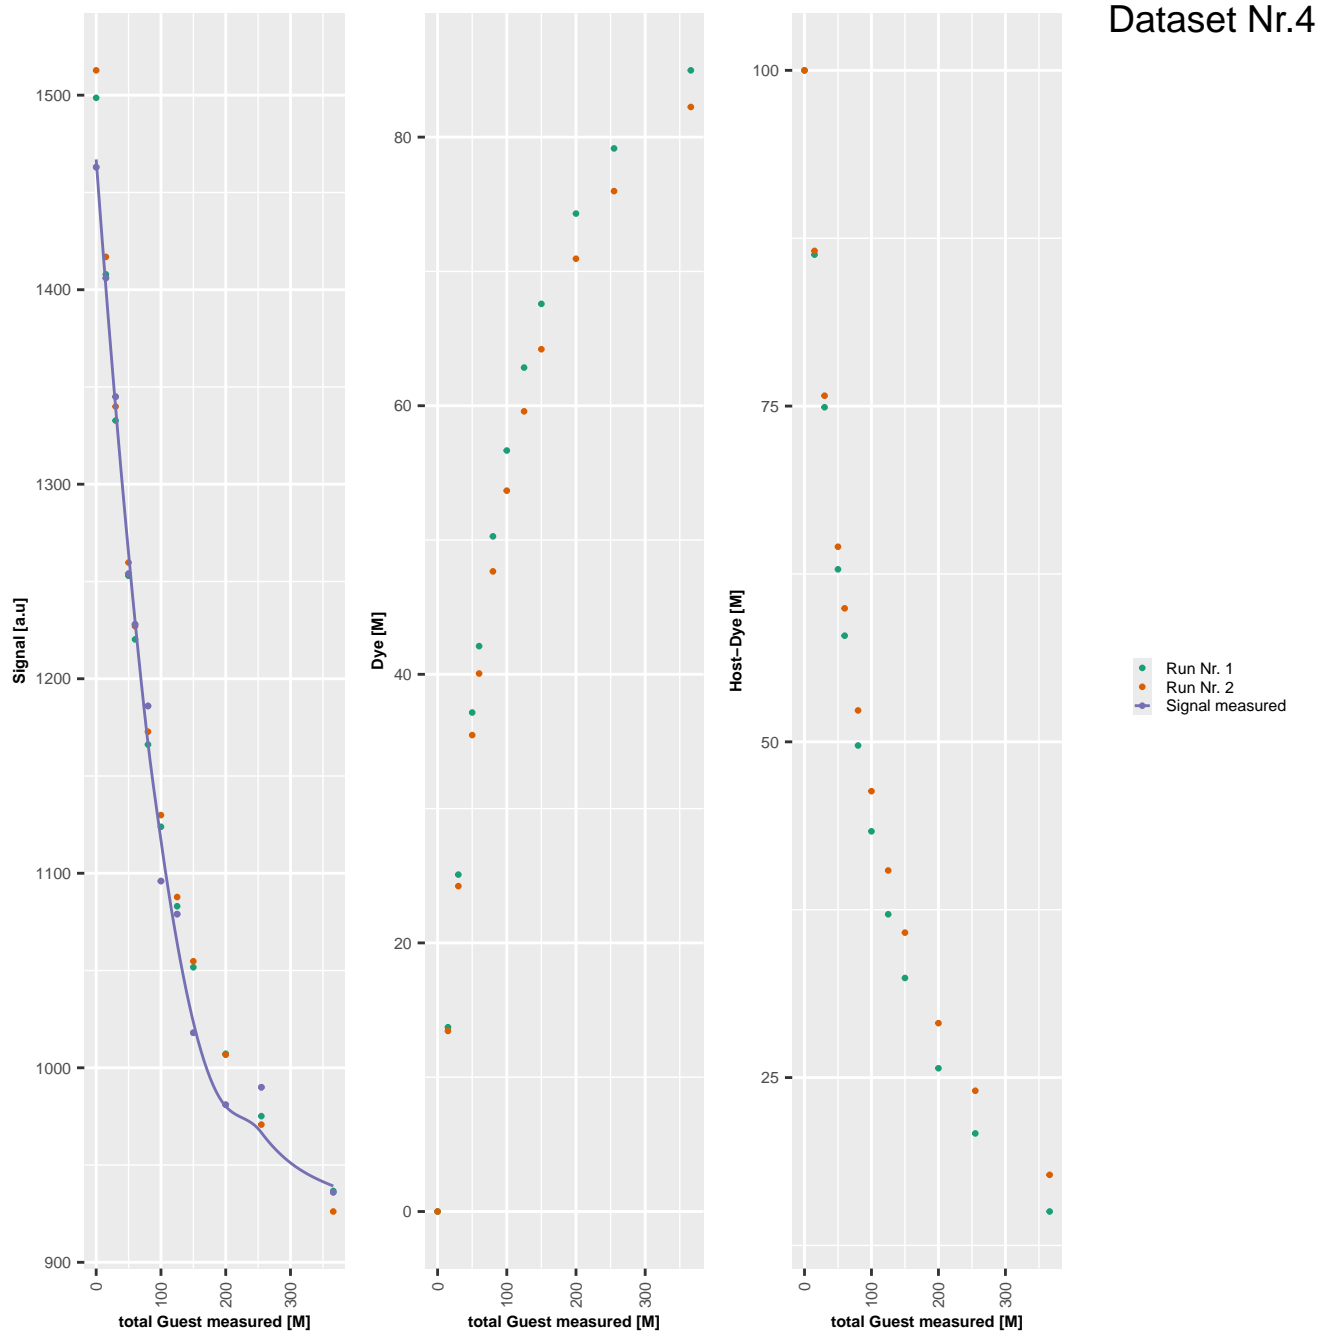 Dataset Nr.4
Signal [a.u]
1500
1400
1300
1200
1100
1000
900
0
100
200
300
total Guest measured [M]
Dye [M]
80
60
40
20
0
0
100
200
300
total Guest measured [M]
Host–Dye [M]
100
75
50
25
0
100
200
300
total Guest measured [M]
Run Nr. 1
Run Nr. 2
Signal measured